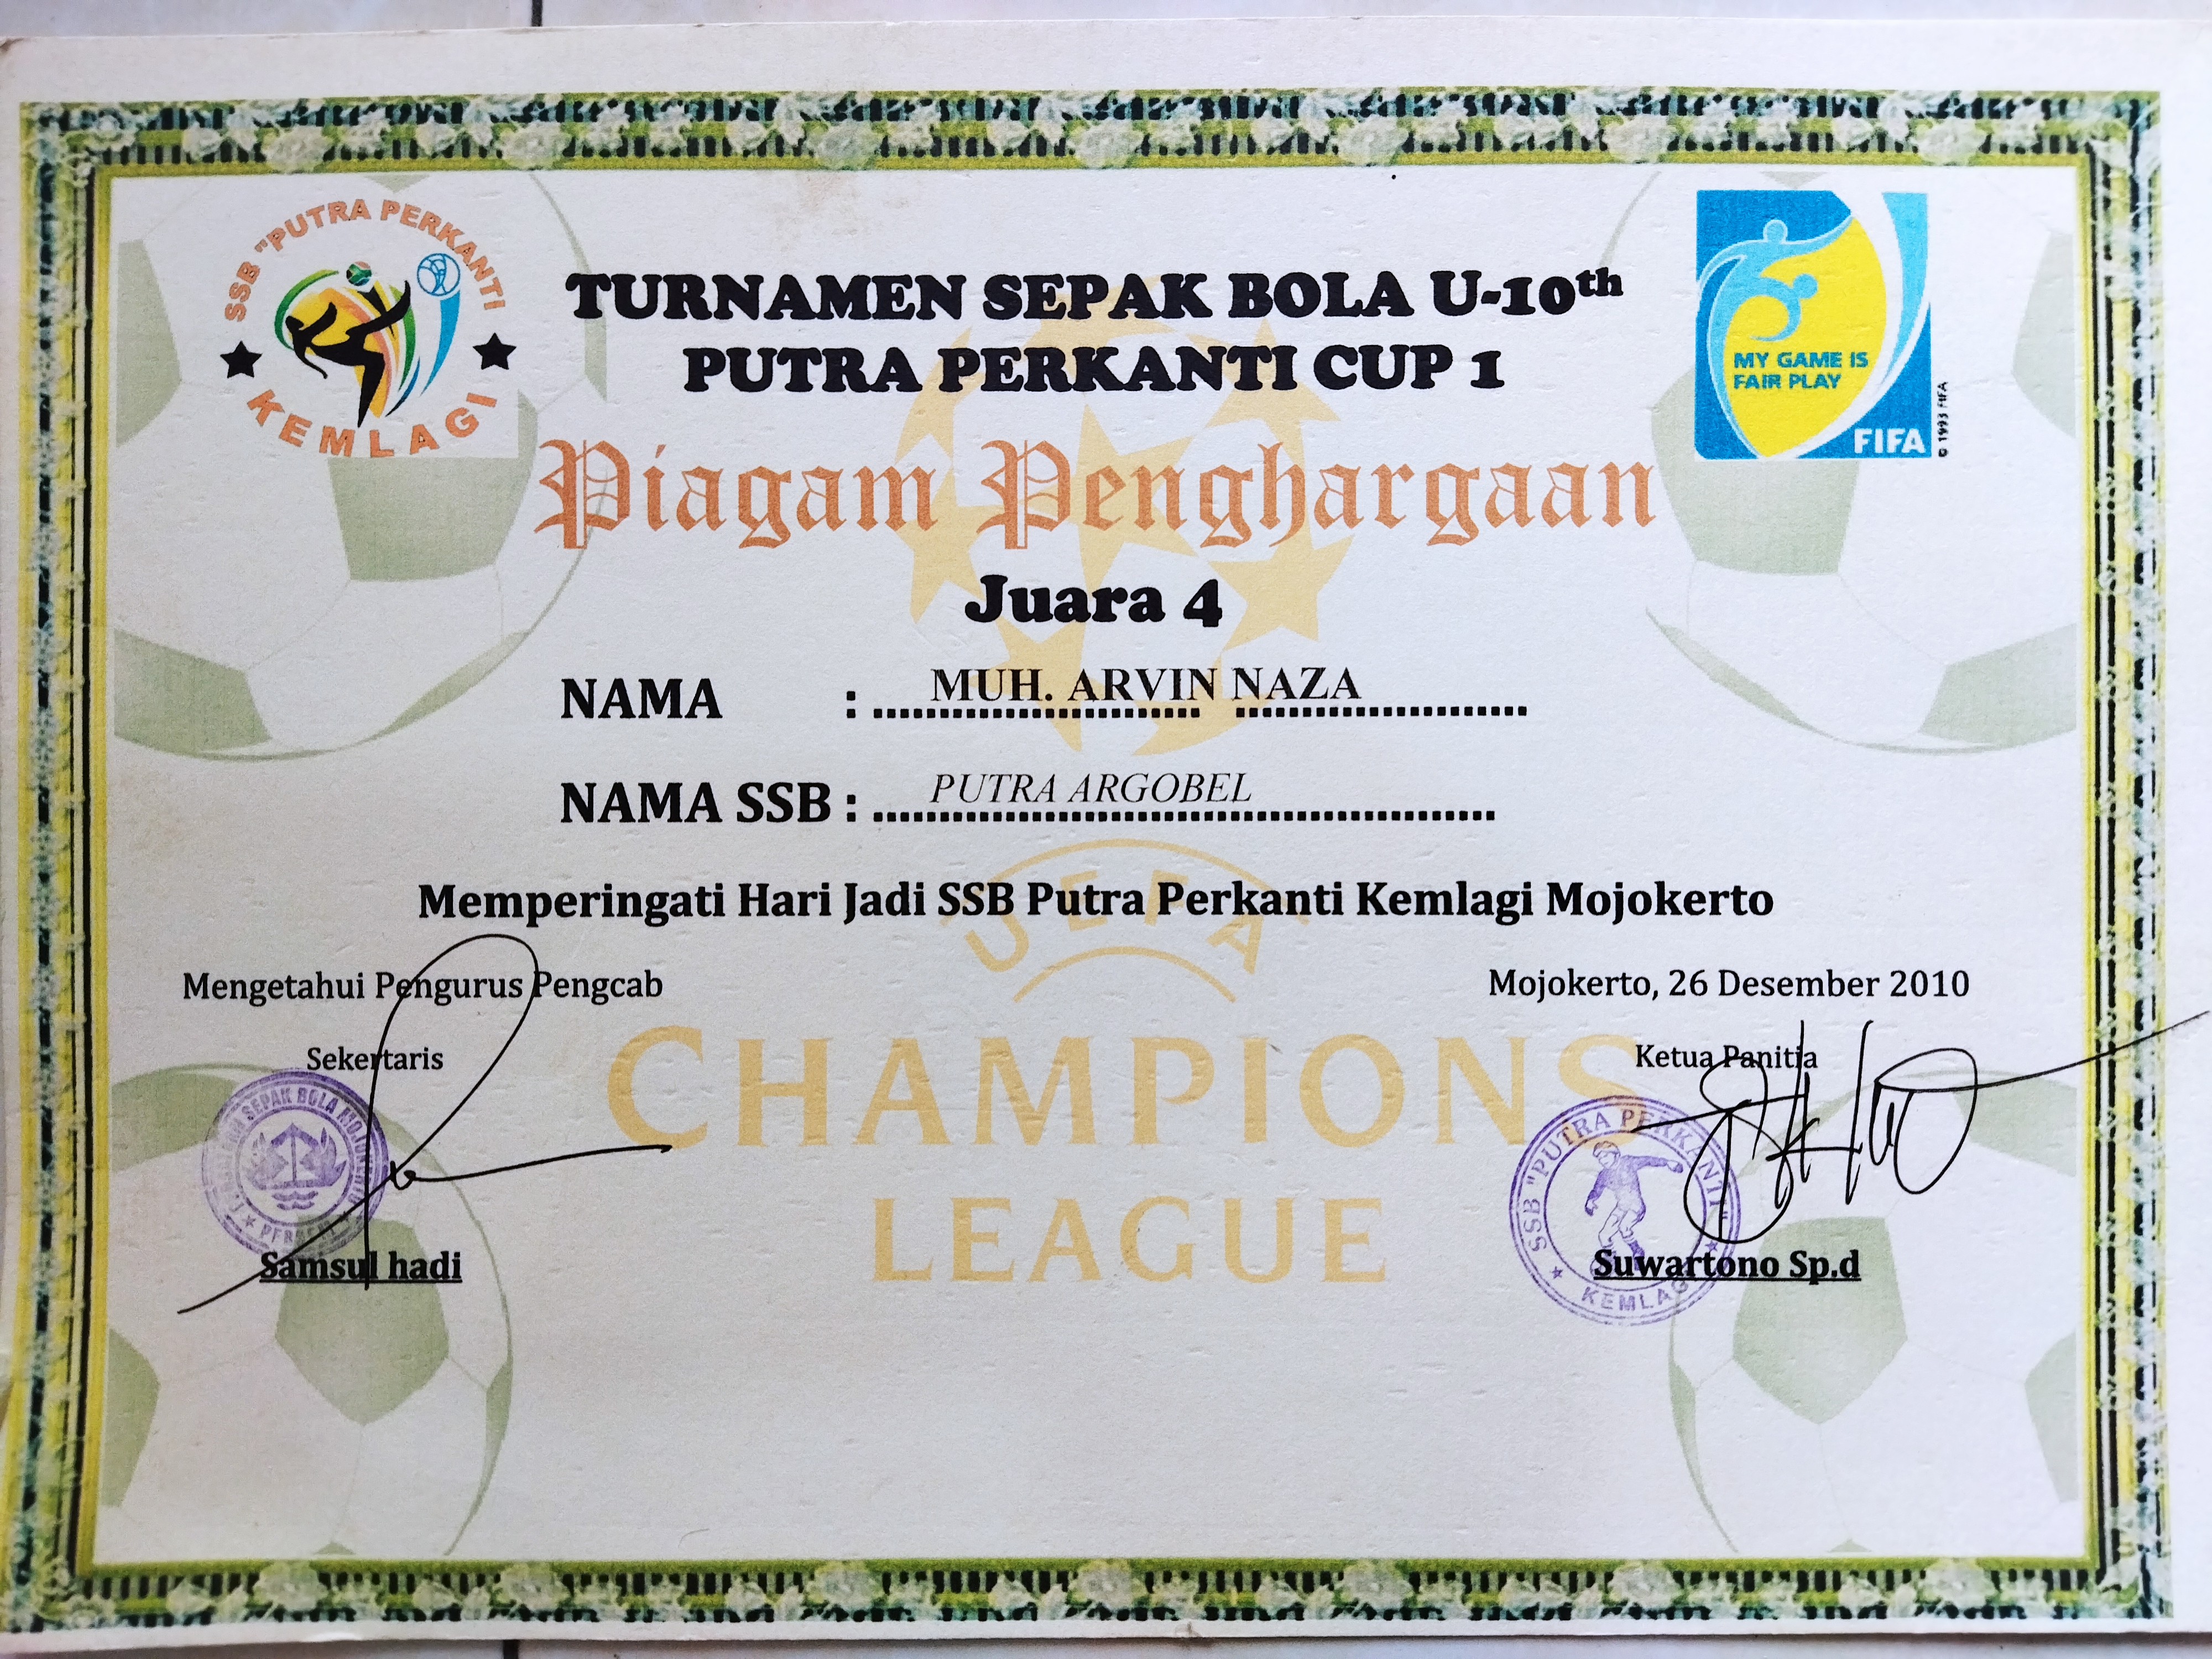 SSB "PUTRA PERKANTI
KEMLAGI
TURNAMEN SEPAK BOLA U-10th
PUTRA PERKANTI CUP 1
MY GAME IS
FAIR PLAY
FIFA
© 1993 FIFA
Piagam Penghargaan
Juara 4
NAMA : MUH. ARVIN NAZA
NAMA SSB : PUTRA ARGOBEL
Memperingati Hari Jadi SSB Putra Perkanti Kemlagi Mojokerto
UEFA
CHAMPIONS
LEAGUE
Mengetahui Pengurus Pengcab
Sekertaris
SEPAK BOLA
Samsul hadi
Mojokerto, 26 Desember 2010
Ketua Panitia
SSB "PUTRA PERKANTI"
KEMLAGI
Suwartono Sp.d